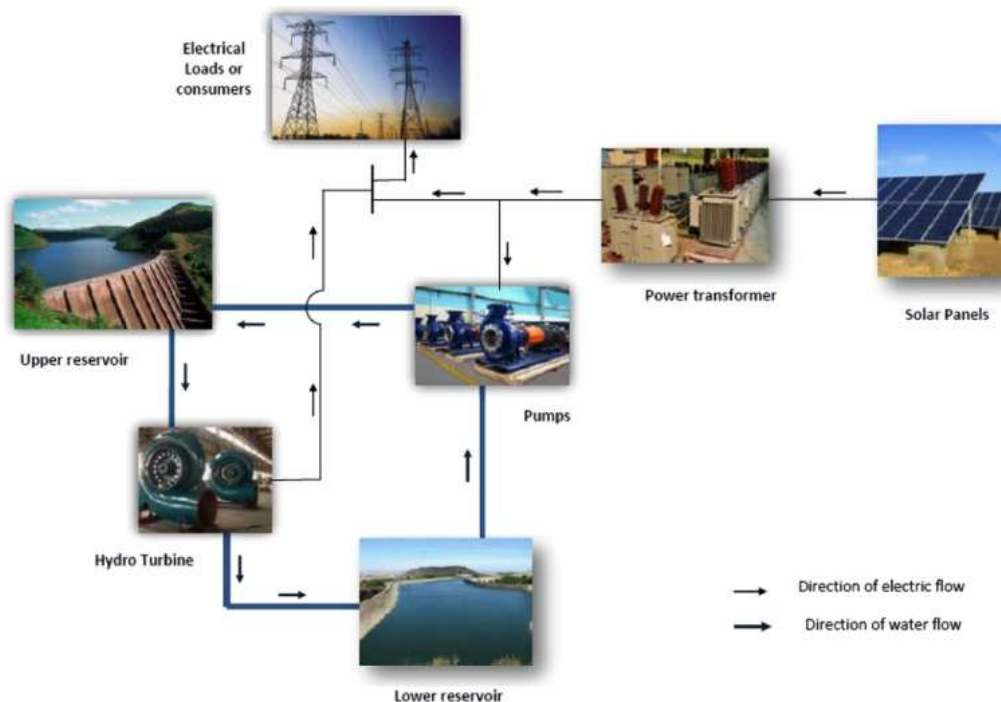 Electrical
Loads or
consumers
Power transformer
Solar Panels
Upper reservoir
Pumps
Hydro Turbine
Direction of electric flow
Direction of water flow
Lower reservoir